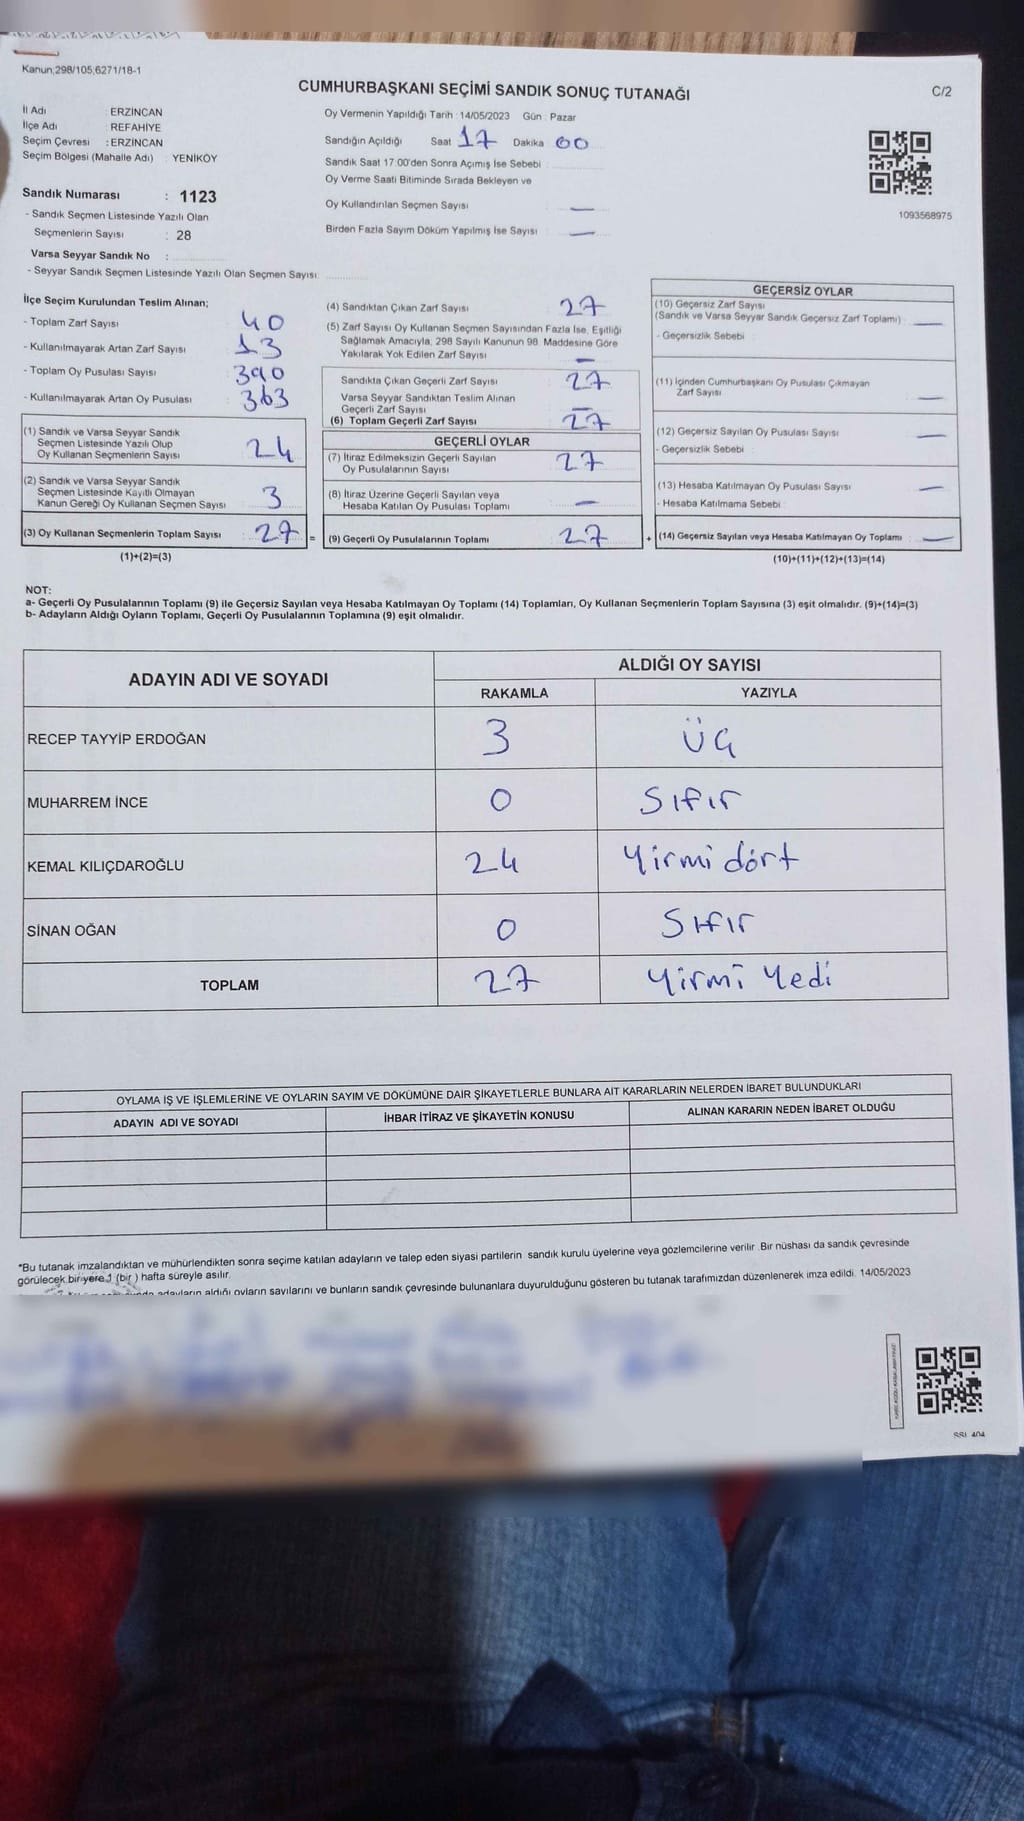 Kanun;298/105;6271/18-1
CUMHURBAŞKANI SEÇİMİ SANDIK SONUÇ TUTANAĞI
C/2
İl Adı : ERZİNCAN
İlçe Adı : REFAHİYE
Seçim Çevresi : ERZİNCAN
Seçim Bölgesi (Mahalle Adı) : YENİKÖY
Sandık Numarası : 1123
- Sandık Seçmen Listesinde Yazılı Olan
Seçmenlerin Sayısı : 28
Varsa Seyyar Sandık No :
- Seyyar Sandık Seçmen Listesinde Yazılı Olan Seçmen Sayısı:
Oy Vermenin Yapıldığı Tarih : 14/05/2023 Gün : Pazar
Sandığın Açıldığı Saat 17 Dakika 00
Sandık Saat 17:00'den Sonra Açımış İse Sebebi :
Oy Verme Saati Bitiminde Sırada Bekleyen ve
Oy Kullandırılan Seçmen Sayısı : —
Birden Fazla Sayım Döküm Yapılmış İse Sayısı : —
1093568975
İlçe Seçim Kurulundan Teslim Alınan;
- Toplam Zarf Sayısı : 40
- Kullanılmayarak Artan Zarf Sayısı : 13
- Toplam Oy Pusulası Sayısı : 390
- Kullanılmayarak Artan Oy Pusulası : 363
(1) Sandık ve Varsa Seyyar Sandık
Seçmen Listesinde Yazılı Olup
Oy Kullanan Seçmenlerin Sayısı : 24
(2) Sandık ve Varsa Seyyar Sandık
Seçmen Listesinde Kayıtlı Olmayan
Kanun Gereği Oy Kullanan Seçmen Sayısı : 3
(3) Oy Kullanan Seçmenlerin Toplam Sayısı : 27 =
(1)+(2)=(3)
(4) Sandıktan Çıkan Zarf Sayısı : 27
(5) Zarf Sayısı Oy Kullanan Seçmen Sayısından Fazla İse, Eşitliği
Sağlamak Amacıyla, 298 Sayılı Kanunun 98. Maddesine Göre
Yakılarak Yok Edilen Zarf Sayısı : —
Sandıkta Çıkan Geçerli Zarf Sayısı : 27
Varsa Seyyar Sandıktan Teslim Alınan
Geçerli Zarf Sayısı : —
(6) Toplam Geçerli Zarf Sayısı : 27
GEÇERLİ OYLAR
(7) İtiraz Edilmeksizin Geçerli Sayılan
Oy Pusulalarının Sayısı : 27
(8) İtiraz Üzerine Geçerli Sayılan veya
Hesaba Katılan Oy Pusulası Toplamı : —
(9) Geçerli Oy Pusulalarının Toplamı : 27 +
GEÇERSİZ OYLAR
(10) Geçersiz Zarf Sayısı
(Sandık ve Varsa Seyyar Sandık Geçersiz Zarf Toplamı) : —
- Geçersizlik Sebebi :
(11) İçinden Cumhurbaşkanı Oy Pusulası Çıkmayan
Zarf Sayısı : —
(12) Geçersiz Sayılan Oy Pusulası Sayısı : —
- Geçersizlik Sebebi :
(13) Hesaba Katılmayan Oy Pusulası Sayısı : —
- Hesaba Katılmama Sebebi :
(14) Geçersiz Sayılan veya Hesaba Katılmayan Oy Toplamı : —
(10)+(11)+(12)+(13)=(14)
NOT:
a- Geçerli Oy Pusulalarının Toplamı (9) ile Geçersiz Sayılan veya Hesaba Katılmayan Oy Toplamı (14) Toplamları, Oy Kullanan Seçmenlerin Toplam Sayısına (3) eşit olmalıdır. (9)+(14)=(3)
b- Adayların Aldığı Oyların Toplamı, Geçerli Oy Pusulalarının Toplamına (9) eşit olmalıdır.
ADAYIN ADI VE SOYADI ALDIĞI OY SAYISI
RAKAMLA YAZIYLA
RECEP TAYYİP ERDOĞAN 3 Üç
MUHARREM İNCE 0 Sıfır
KEMAL KILIÇDAROĞLU 24 Yirmi dört
SİNAN OĞAN 0 Sıfır
TOPLAM 27 Yirmi Yedi
OYLAMA İŞ VE İŞLEMLERİNE VE OYLARIN SAYIM VE DÖKÜMÜNE DAİR ŞİKAYETLERLE BUNLARA AİT KARARLARIN NELERDEN İBARET BULUNDUKLARI
ADAYIN ADI VE SOYADI İHBAR İTİRAZ VE ŞİKAYETİN KONUSU ALINAN KARARIN NEDEN İBARET OLDUĞU
*Bu tutanak imzalandıktan ve mühürlendikten sonra seçime katılan adayların ve talep eden siyasi partilerin sandık kurulu üyelerine veya gözlemcilerine verilir. Bir nüshası da sandık çevresinde
görülecek bir yere 1 (bir ) hafta süreyle asılır.
adayların aldığı oyların sayılarını ve bunların sandık çevresinde bulunanlara duyurulduğunu gösteren bu tutanak tarafımızdan düzenlenerek imza edildi. 14/05/2023
SSI 404